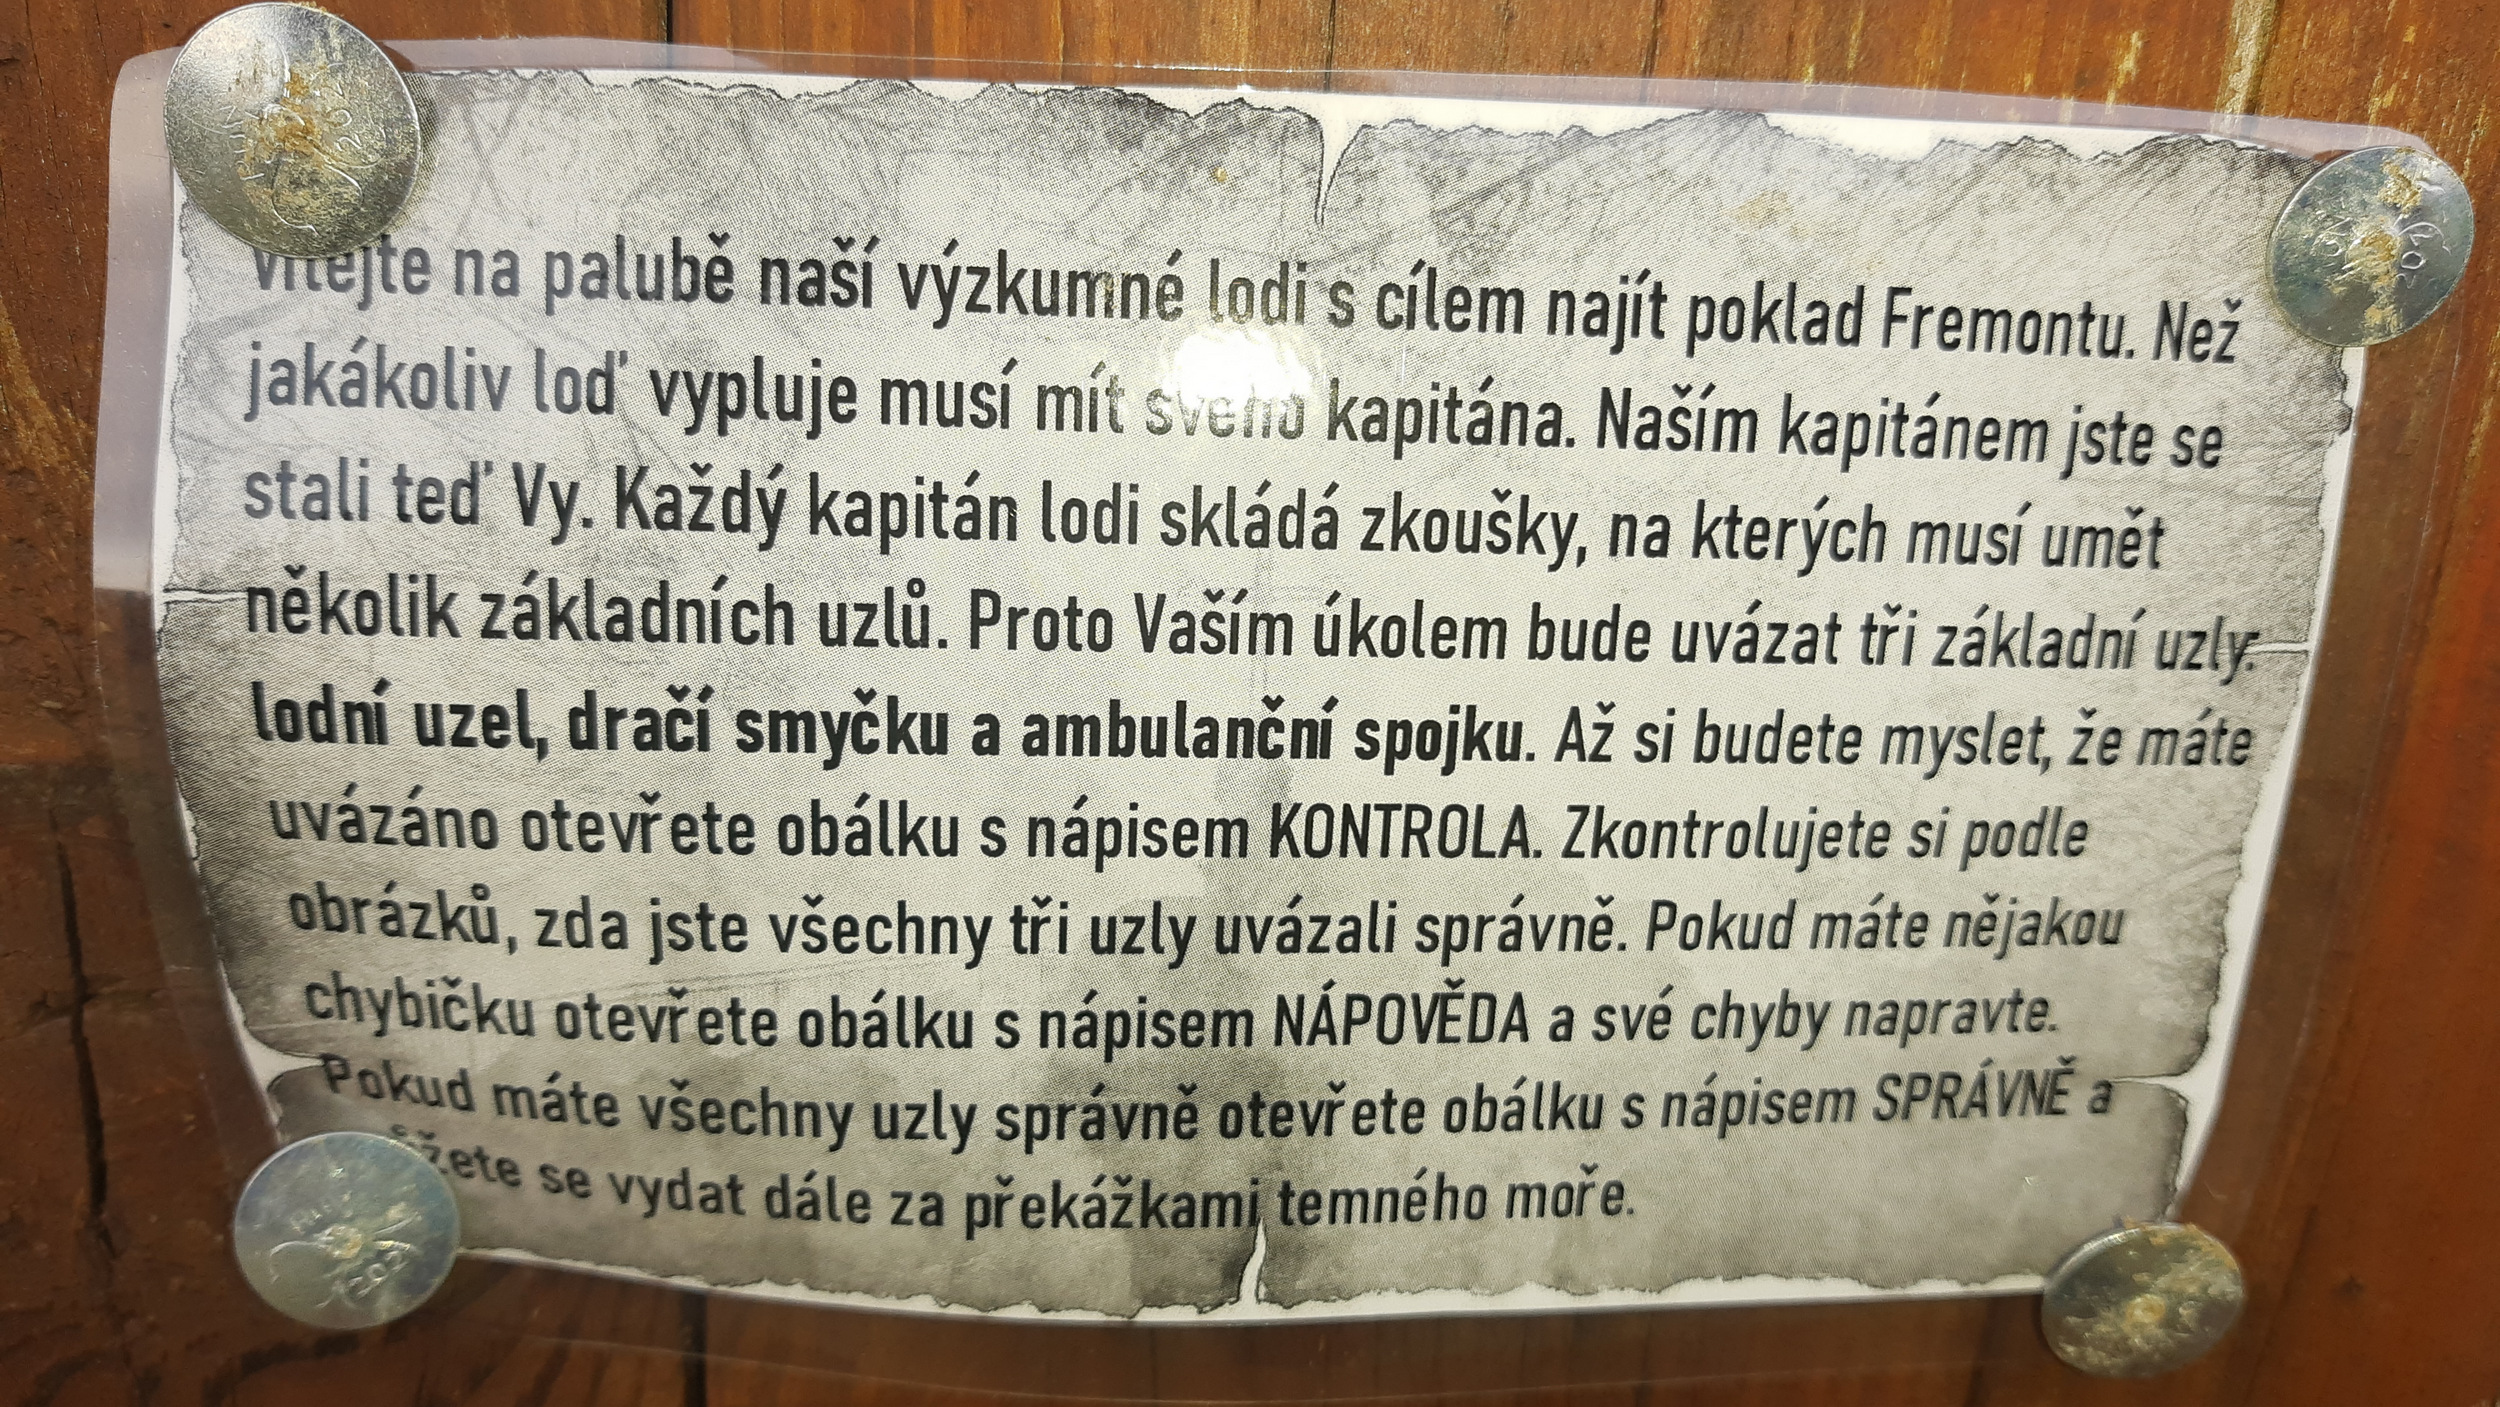 Vítejte na palubě naší výzkumné lodi s cílem najít poklad Fremontu. Než
jakákoliv loď vypluje musí mít svého kapitána. Naším kapitánem jste se
stali teď Vy. Každý kapitán lodi skládá zkoušky, na kterých musí umět
několik základních uzlů. Proto Vaším úkolem bude uvázat tři základní uzly:
lodní uzel, dračí smyčku a ambulanční spojku. Až si budete myslet, že máte
uvázáno otevřete obálku s nápisem KONTROLA. Zkontrolujete si podle
obrázků, zda jste všechny tři uzly uvázali správně. Pokud máte nějakou
chybičku otevřete obálku s nápisem NÁPOVĚDA a své chyby napravte.
Pokud máte všechny uzly správně otevřete obálku s nápisem SPRÁVNĚ a
se vydat dále za překážkami temného moře.